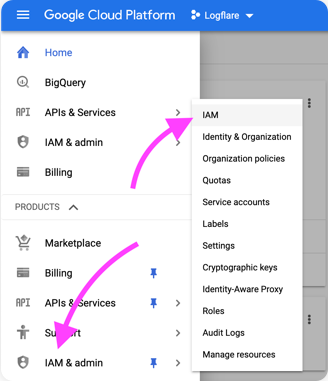 Google Cloud Platform
Logflare
Home
BigQuery
API APIs & Services
IAM & admin
Billing
PRODUCTS
Marketplace
Billing
API APIs & Services
Support
IAM & admin
IAM
Identity & Organization
Organization policies
Quotas
Service accounts
Labels
Settings
Cryptographic keys
Identity-Aware Proxy
Roles
Audit Logs
Manage resources